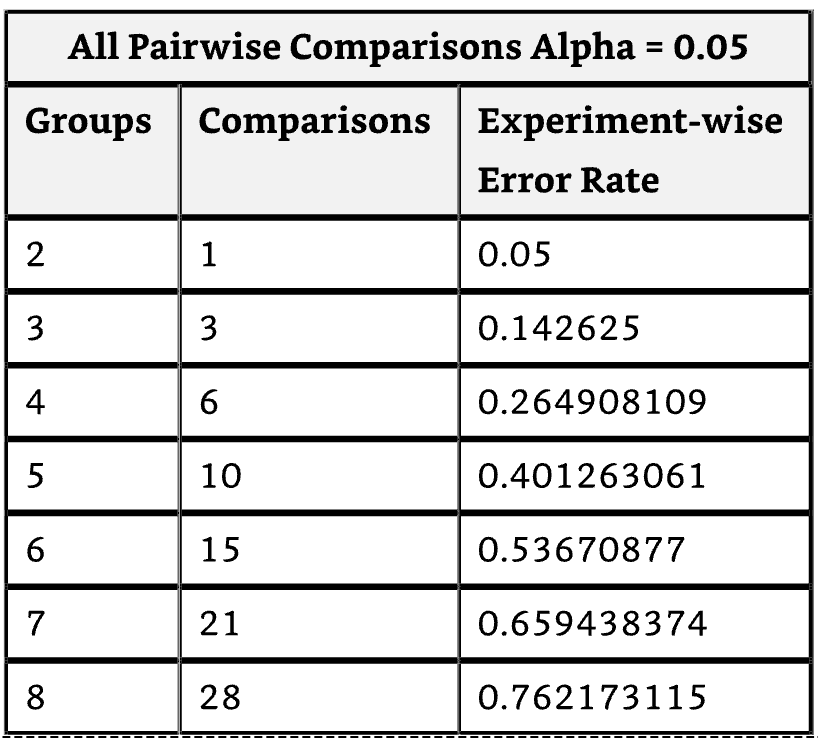 All Pairwise Comparisons Alpha = 0.05
Groups Comparisons Experiment-wise
Error Rate
2 1 0.05
3 3 0.142625
4 6 0.264908109
5 10 0.401263061
6 15 0.53670877
7 21 0.659438374
8 28 0.762173115